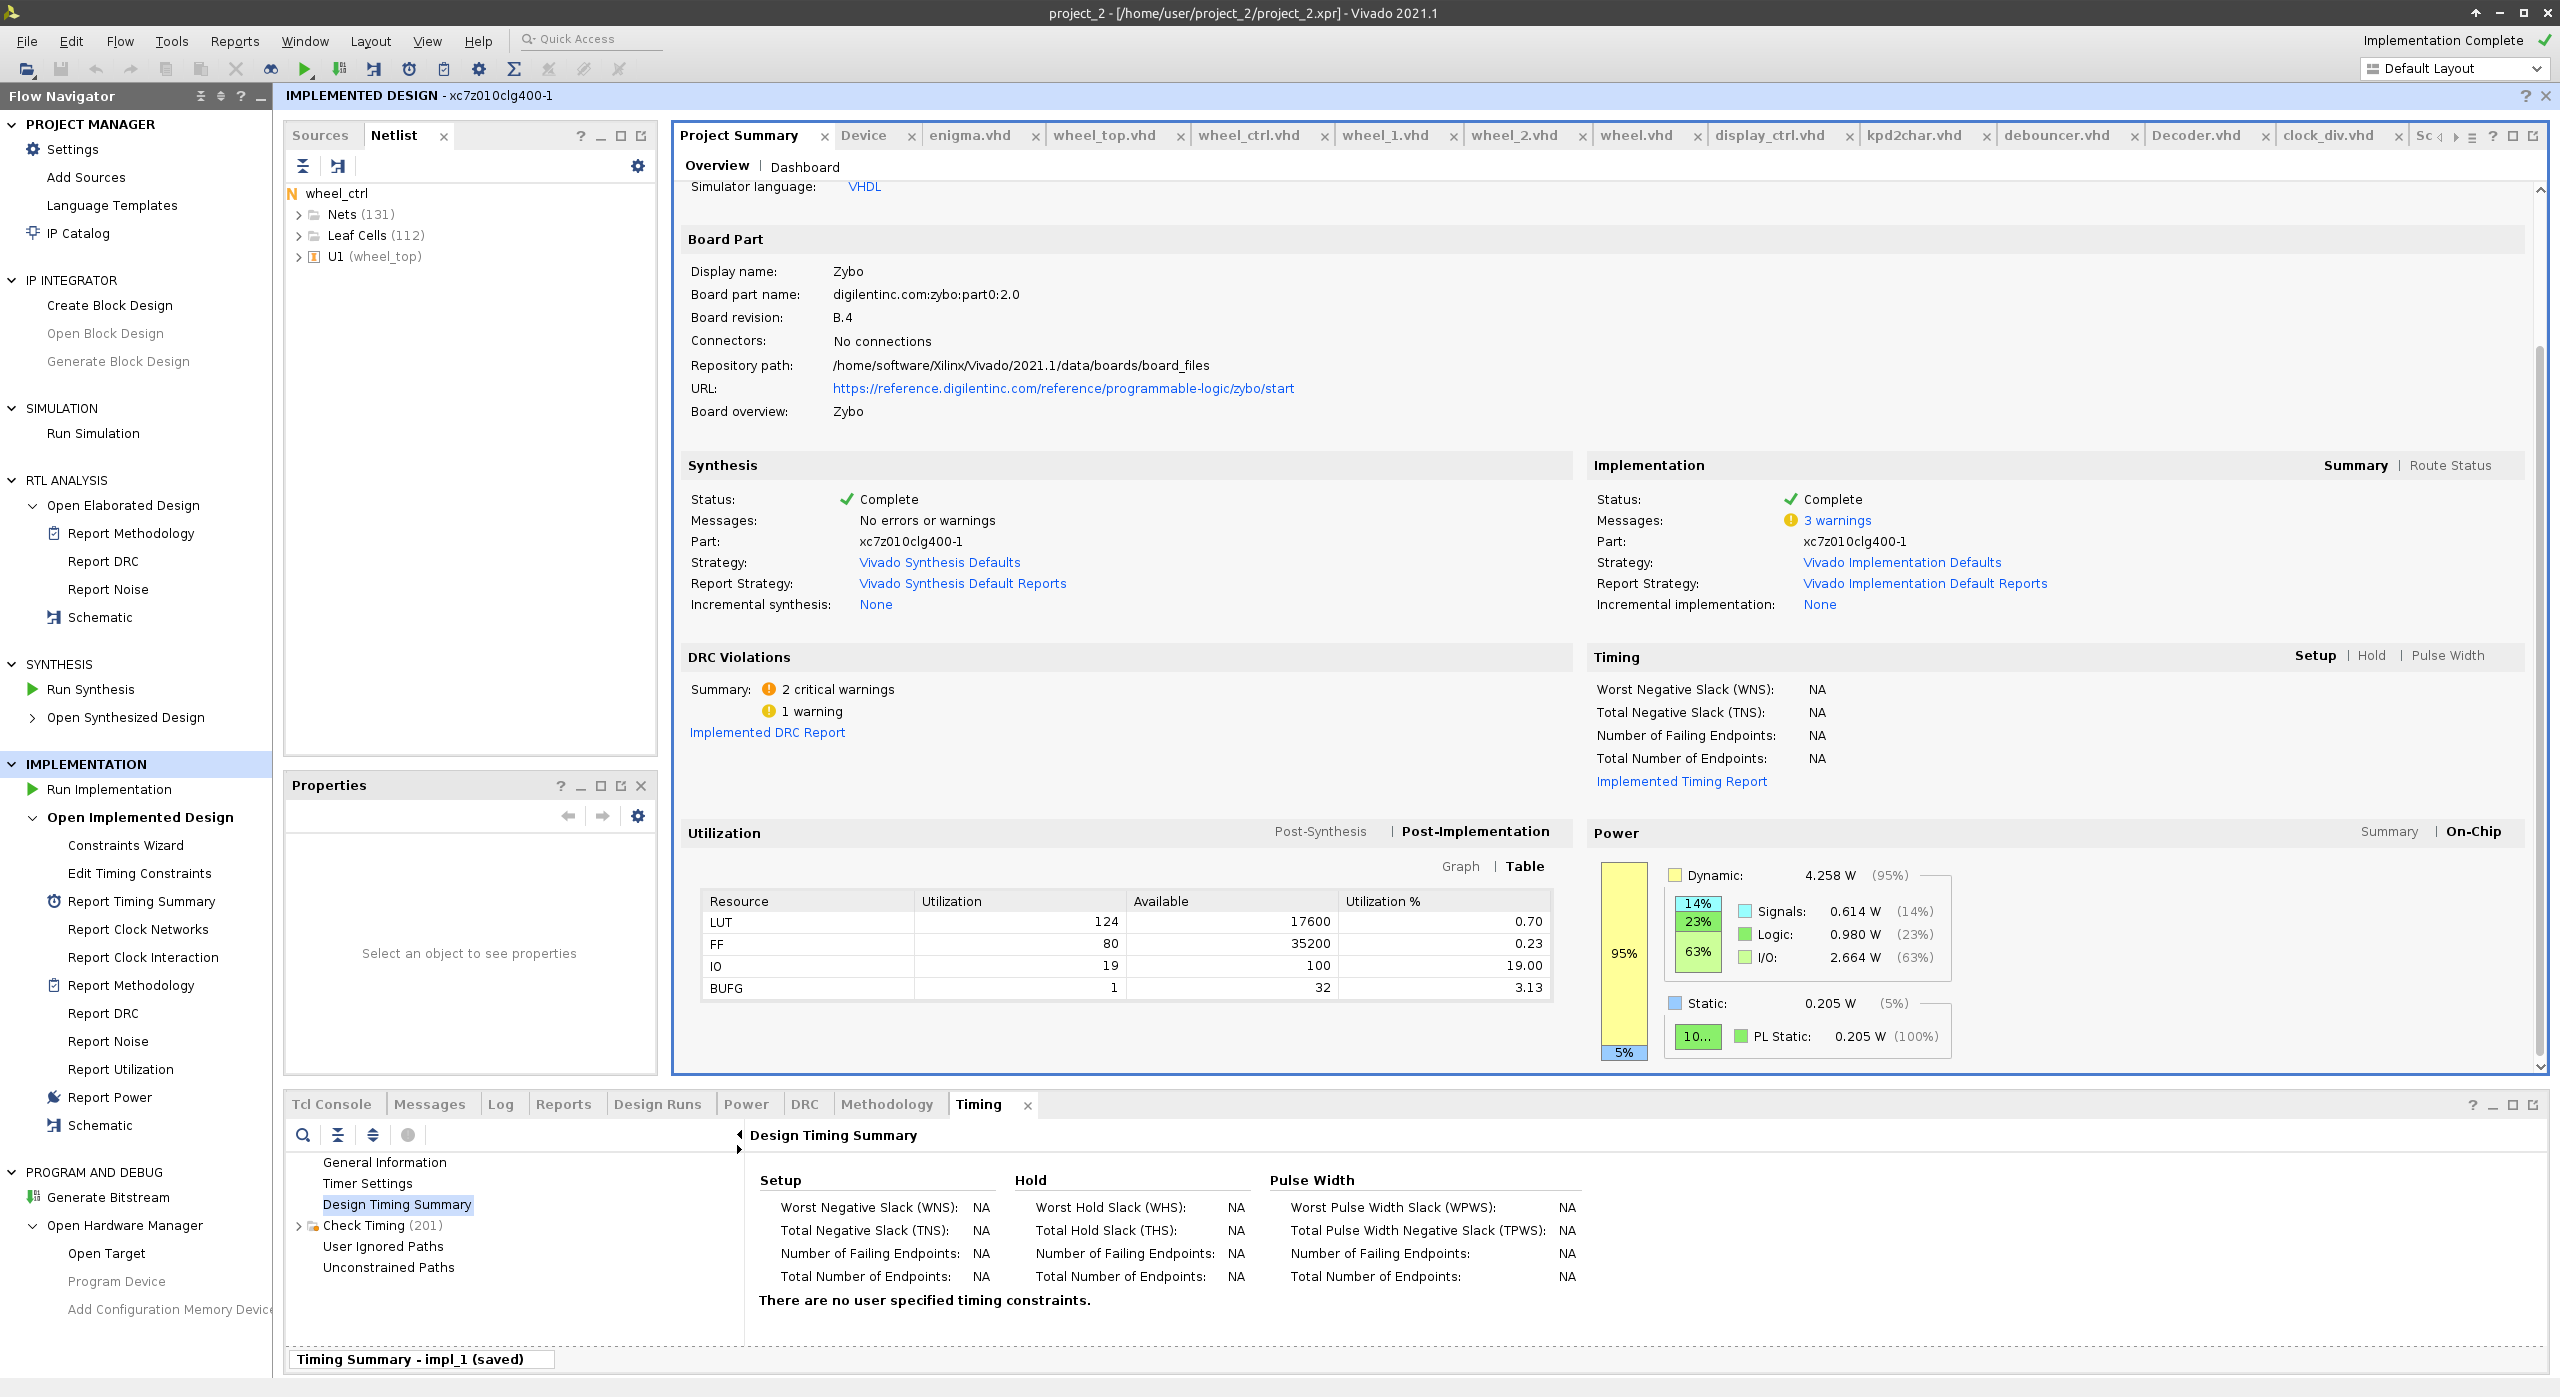 project_2 - [/home/user/project_2/project_2.xpr] - Vivado 2021.1
File Edit Flow Tools Reports Window Layout View Help Quick Access
Implementation Complete
Default Layout
Flow Navigator
PROJECT MANAGER
Settings
Add Sources
Language Templates
IP Catalog
IP INTEGRATOR
Create Block Design
Open Block Design
Generate Block Design
SIMULATION
Run Simulation
RTL ANALYSIS
Open Elaborated Design
Report Methodology
Report DRC
Report Noise
Schematic
SYNTHESIS
Run Synthesis
Open Synthesized Design
IMPLEMENTATION
Run Implementation
Open Implemented Design
Constraints Wizard
Edit Timing Constraints
Report Timing Summary
Report Clock Networks
Report Clock Interaction
Report Methodology
Report DRC
Report Noise
Report Utilization
Report Power
Schematic
PROGRAM AND DEBUG
Generate Bitstream
Open Hardware Manager
Open Target
Program Device
Add Configuration Memory Device
IMPLEMENTED DESIGN - xc7z010clg400-1
Sources Netlist
wheel_ctrl
Nets (131)
Leaf Cells (112)
U1 (wheel_top)
Properties
Select an object to see properties
Project Summary Device enigma.vhd wheel_top.vhd wheel_ctrl.vhd wheel_1.vhd wheel_2.vhd wheel.vhd display_ctrl.vhd kpd2char.vhd debouncer.vhd Decoder.vhd clock_div.vhd Sc
Overview | Dashboard
Simulator language: VHDL
Board Part
Display name: Zybo
Board part name: digilentinc.com:zybo:part0:2.0
Board revision: B.4
Connectors: No connections
Repository path: /home/software/Xilinx/Vivado/2021.1/data/boards/board_files
URL: https://reference.digilentinc.com/reference/programmable-logic/zybo/start
Board overview: Zybo
Synthesis
Status: Complete
Messages: No errors or warnings
Part: xc7z010clg400-1
Strategy: Vivado Synthesis Defaults
Report Strategy: Vivado Synthesis Default Reports
Incremental synthesis: None
Implementation Summary | Route Status
Status: Complete
Messages: 3 warnings
Part: xc7z010clg400-1
Strategy: Vivado Implementation Defaults
Report Strategy: Vivado Implementation Default Reports
Incremental implementation: None
DRC Violations
Summary: 2 critical warnings
1 warning
Implemented DRC Report
Timing Setup | Hold | Pulse Width
Worst Negative Slack (WNS): NA
Total Negative Slack (TNS): NA
Number of Failing Endpoints: NA
Total Number of Endpoints: NA
Implemented Timing Report
Utilization Post-Synthesis | Post-Implementation
Graph | Table
Resource Utilization Available Utilization %
LUT 124 17600 0.70
FF 80 35200 0.23
IO 19 100 19.00
BUFG 1 32 3.13
Power Summary | On-Chip
95%
5%
Dynamic: 4.258 W (95%)
14% Signals: 0.614 W (14%)
23% Logic: 0.980 W (23%)
63% I/O: 2.664 W (63%)
Static: 0.205 W (5%)
10... PL Static: 0.205 W (100%)
Tcl Console Messages Log Reports Design Runs Power DRC Methodology Timing
General Information
Timer Settings
Design Timing Summary
Check Timing (201)
User Ignored Paths
Unconstrained Paths
Design Timing Summary
Setup Hold Pulse Width
Worst Negative Slack (WNS): NA Worst Hold Slack (WHS): NA Worst Pulse Width Slack (WPWS): NA
Total Negative Slack (TNS): NA Total Hold Slack (THS): NA Total Pulse Width Negative Slack (TPWS): NA
Number of Failing Endpoints: NA Number of Failing Endpoints: NA Number of Failing Endpoints: NA
Total Number of Endpoints: NA Total Number of Endpoints: NA Total Number of Endpoints: NA
There are no user specified timing constraints.
Timing Summary - impl_1 (saved)